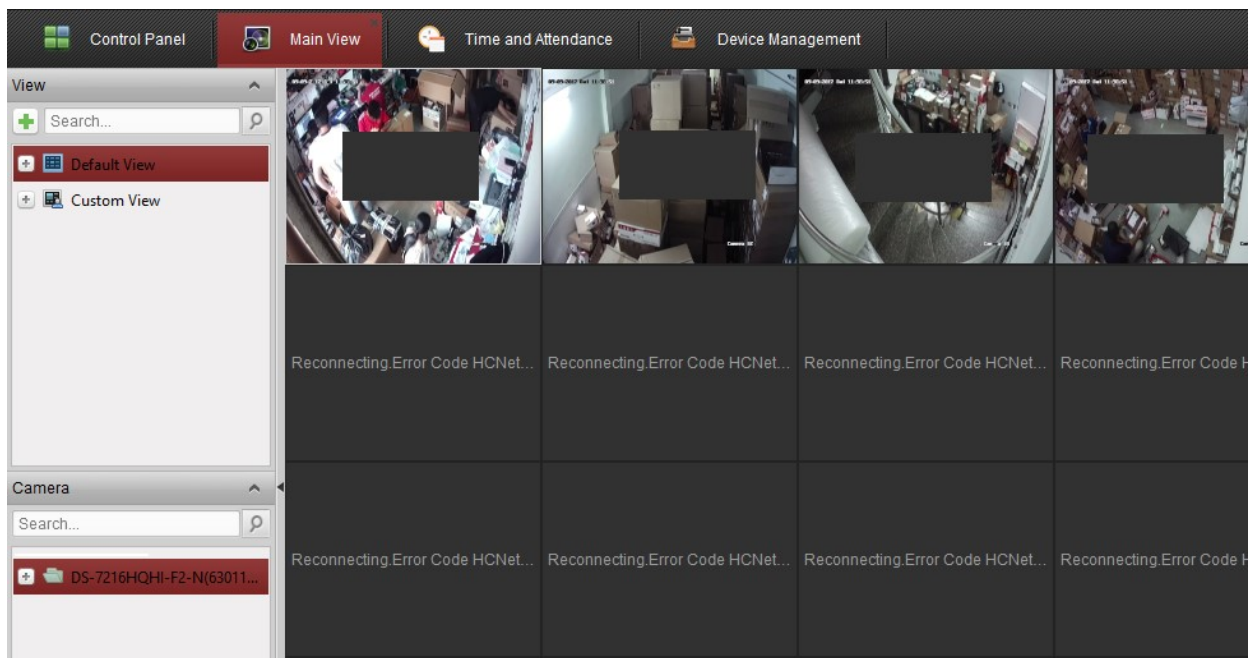 Control Panel
Main View
Time and Attendance
Device Management
View
Search...
Default View
Custom View
Reconnecting.Error Code HCNet...
Reconnecting.Error Code HCNet...
Reconnecting.Error Code HCNet...
Reconnecting.Error Code H
Camera
Search...
DS-7216HQHI-F2-N(63011...
Reconnecting.Error Code HCNet...
Reconnecting.Error Code HCNet...
Reconnecting.Error Code HCNet...
Reconnecting.Error Code H